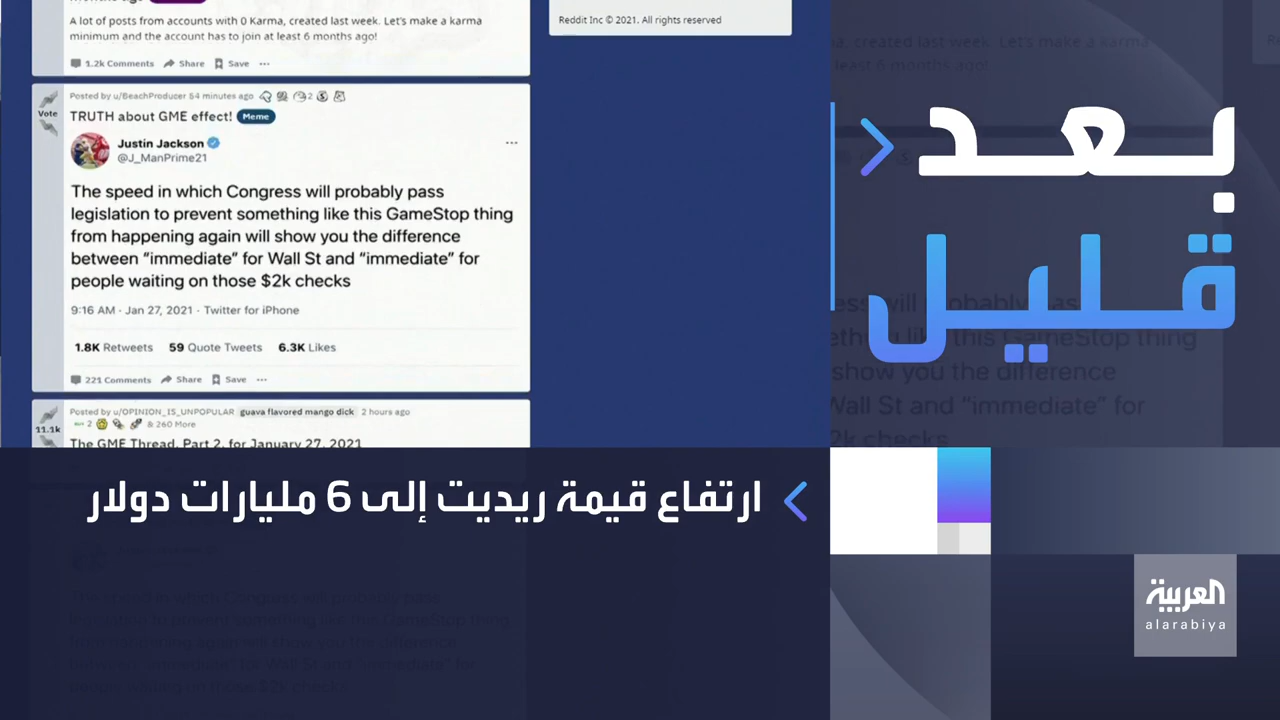 A lot of posts from accounts with 0 Karma, created last week. Let's make a karma
minimum and the account has to join at least 6 months ago!
1.2k Comments Share Save ...
Reddit Inc © 2021. All rights reserved
Posted by u/BeachProducer 54 minutes ago 2
Vote
TRUTH about GME effect! Meme
Justin Jackson
@J_ManPrime21
The speed in which Congress will probably pass
legislation to prevent something like this GameStop thing
from happening again will show you the difference
between “immediate” for Wall St and “immediate” for
people waiting on those $2k checks
9:16 AM · Jan 27, 2021 · Twitter for iPhone
1.8K Retweets 59 Quote Tweets 6.3K Likes
221 Comments Share Save ...
Posted by u/OPINION_IS_UNPOPULAR guava flavored mango dick 2 hours ago
2 & 260 More
11.1k
The GME Thread, Part 2, for January 27, 2021
بعد
قليل
ارتفاع قيمة ريديت إلى 6 مليارات دولار
العربية
alarabiya